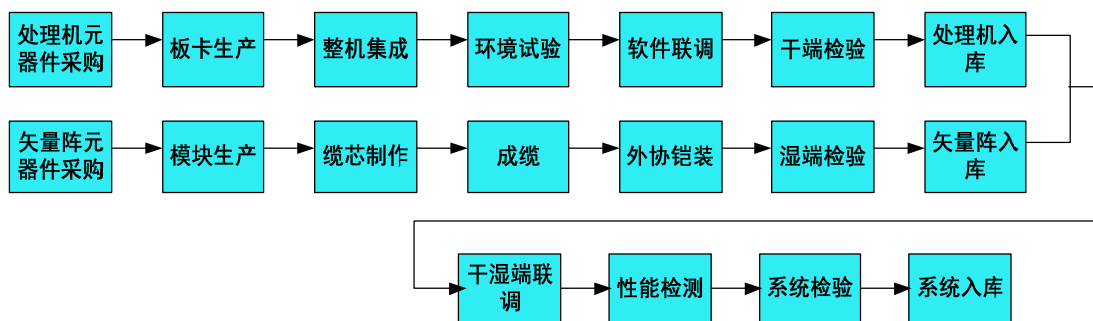 处理机元
器件采购
板卡生产
整机集成
环境试验
软件联调
干端检验
处理机入
库
矢量阵元
器件采购
模块生产
缆芯制作
成缆
外协铠装
湿端检验
矢量阵入
库
干湿端联
调
性能检测
系统检验
系统入库